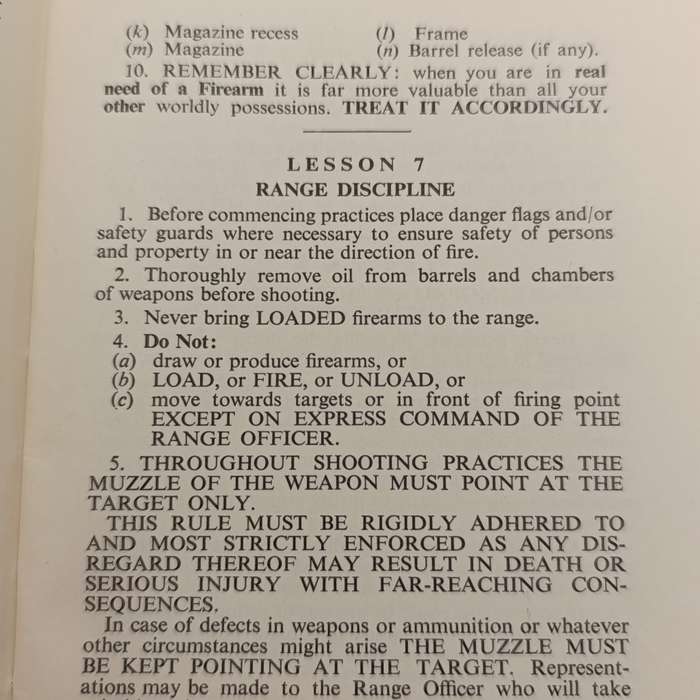 (k) Magazine recess (l) Frame
(m) Magazine (n) Barrel release (if any).
10. REMEMBER CLEARLY: when you are in real
need of a Firearm it is far more valuable than all your
other worldly possessions. TREAT IT ACCORDINGLY.
LESSON 7
RANGE DISCIPLINE
1. Before commencing practices place danger flags and/or
safety guards where necessary to ensure safety of persons
and property in or near the direction of fire.
2. Thoroughly remove oil from barrels and chambers
of weapons before shooting.
3. Never bring LOADED firearms to the range.
4. Do Not:
(a) draw or produce firearms, or
(b) LOAD, or FIRE, or UNLOAD, or
(c) move towards targets or in front of firing point
EXCEPT ON EXPRESS COMMAND OF THE
RANGE OFFICER.
5. THROUGHOUT SHOOTING PRACTICES THE
MUZZLE OF THE WEAPON MUST POINT AT THE
TARGET ONLY.
THIS RULE MUST BE RIGIDLY ADHERED TO
AND MOST STRICTLY ENFORCED AS ANY DIS-
REGARD THEREOF MAY RESULT IN DEATH OR
SERIOUS INJURY WITH FAR-REACHING CON-
SEQUENCES.
In case of defects in weapons or ammunition or whatever
other circumstances might arise THE MUZZLE MUST
BE KEPT POINTING AT THE TARGET. Represent-
ations may be made to the Range Officer who will take